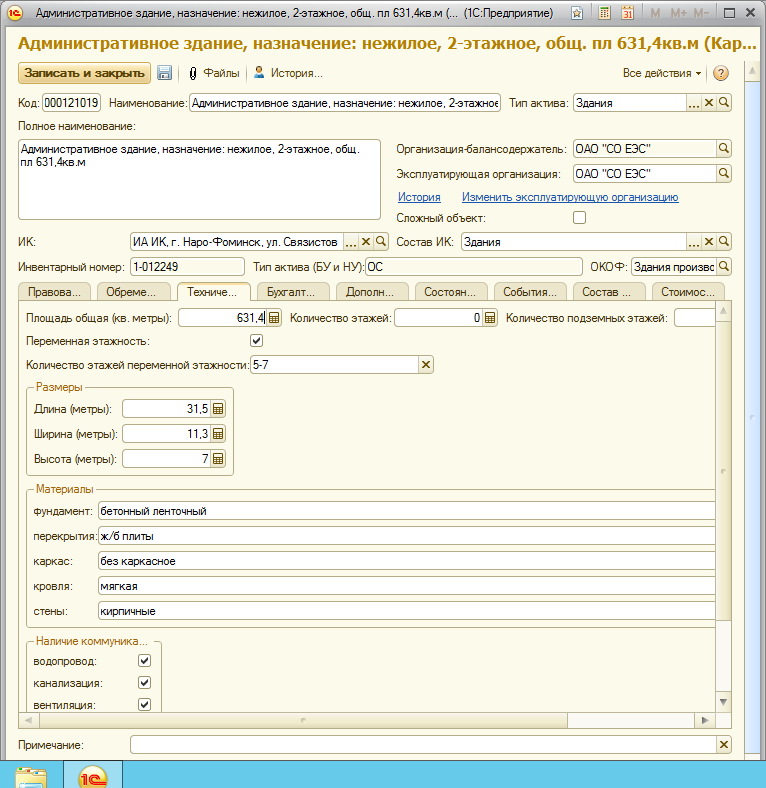 Административное здание, назначение: нежилое, 2-этажное, общ. пл 631,4кв.м (... (1С:Предприятие)
31 M M+ M-
Административное здание, назначение: нежилое, 2-этажное, общ. пл 631,4кв.м (Кар...
Записать и закрыть Файлы История... Все действия ?
Код: 000121019 Наименование: Административное здание, назначение: нежилое, 2-этажное Тип актива: Здания ...
Полное наименование:
Административное здание, назначение: нежилое, 2-этажное, общ.
пл 631,4кв.м
Организация-балансодержатель: ОАО "СО ЕЭС"
Эксплуатирующая организация: ОАО "СО ЕЭС"
История Изменить эксплуатирующую организацию
Сложный объект:
ИК: ИА ИК, г. Наро-Фоминск, ул. Связистов ... Состав ИК: Здания ...
Инвентарный номер: 1-012249 Тип актива (БУ и НУ): ОС ОКОФ: Здания произво
Правова... Обреме... Техниче... Бухгалт... Дополн... Состоян... События... Состав ... Стоимос...
Площадь общая (кв. метры): 631,4 Количество этажей: 0 Количество подземных этажей:
Переменная этажность:
Количество этажей переменной этажности: 5-7
Размеры
Длина (метры): 31,5
Ширина (метры): 11,3
Высота (метры): 7
Материалы
фундамент: бетонный ленточный
перекрытия: ж/б плиты
каркас: без каркасное
кровля: мягкая
стены: кирпичные
Наличие коммуника...
водопровод:
канализация:
вентиляция:
Примечание:
1С